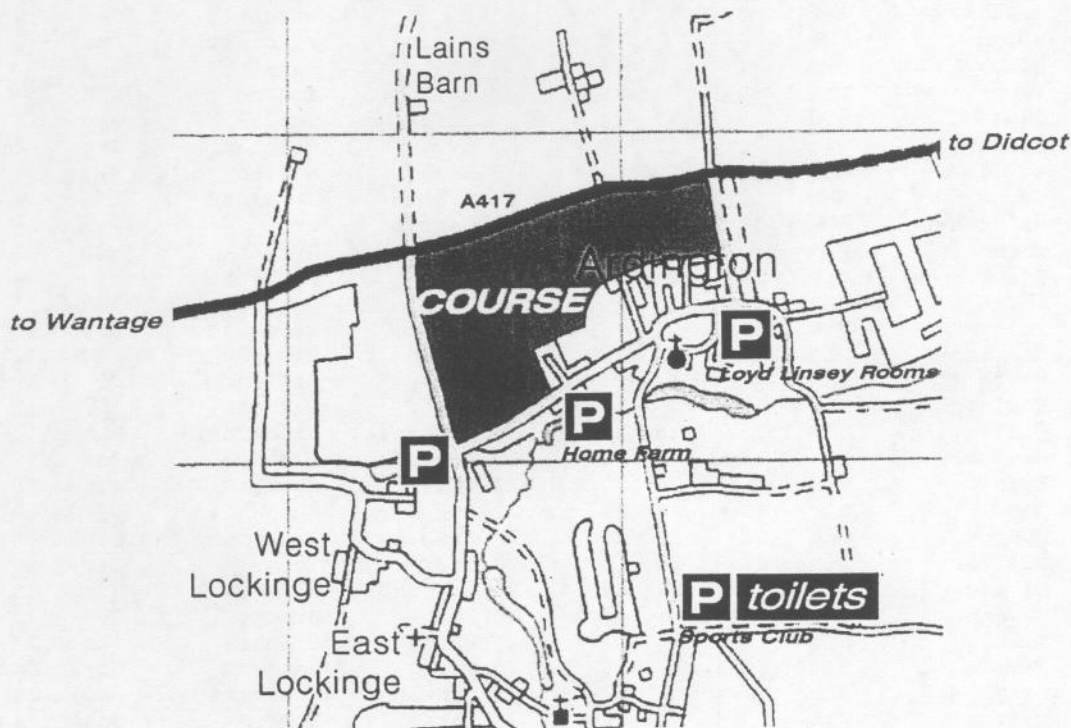 Lains
Barn
to Didcot
A417
Ardington
COURSE
to Wantage
P
Lloyd Linsey Rooms
P
Home Farm
P
West
Lockinge
P toilets
Sports Club
East
Lockinge